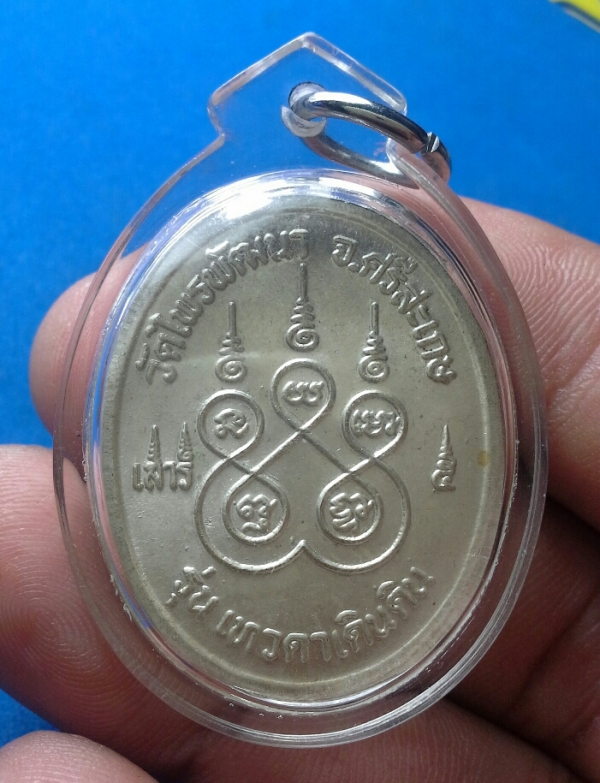 วัดไพรพัฒนา จ.ศรีสะเกษ
เสาร์ ๕
รุ่น เทวดาเดินดิน